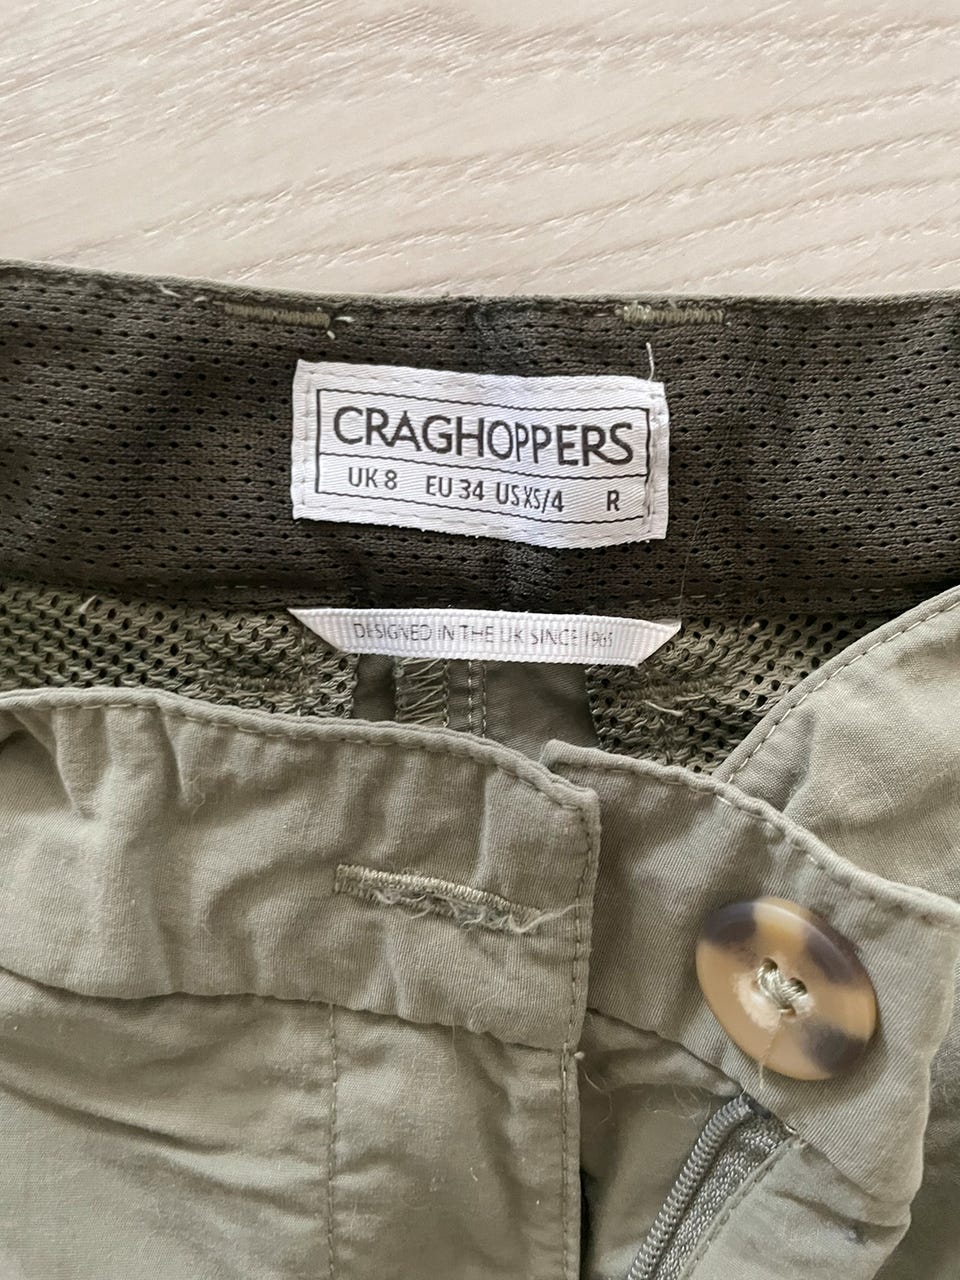 CRAGHOPPERS
UK 8 EU 34 US XS/4 R
DESIGNED IN THE UK SINCE 1965